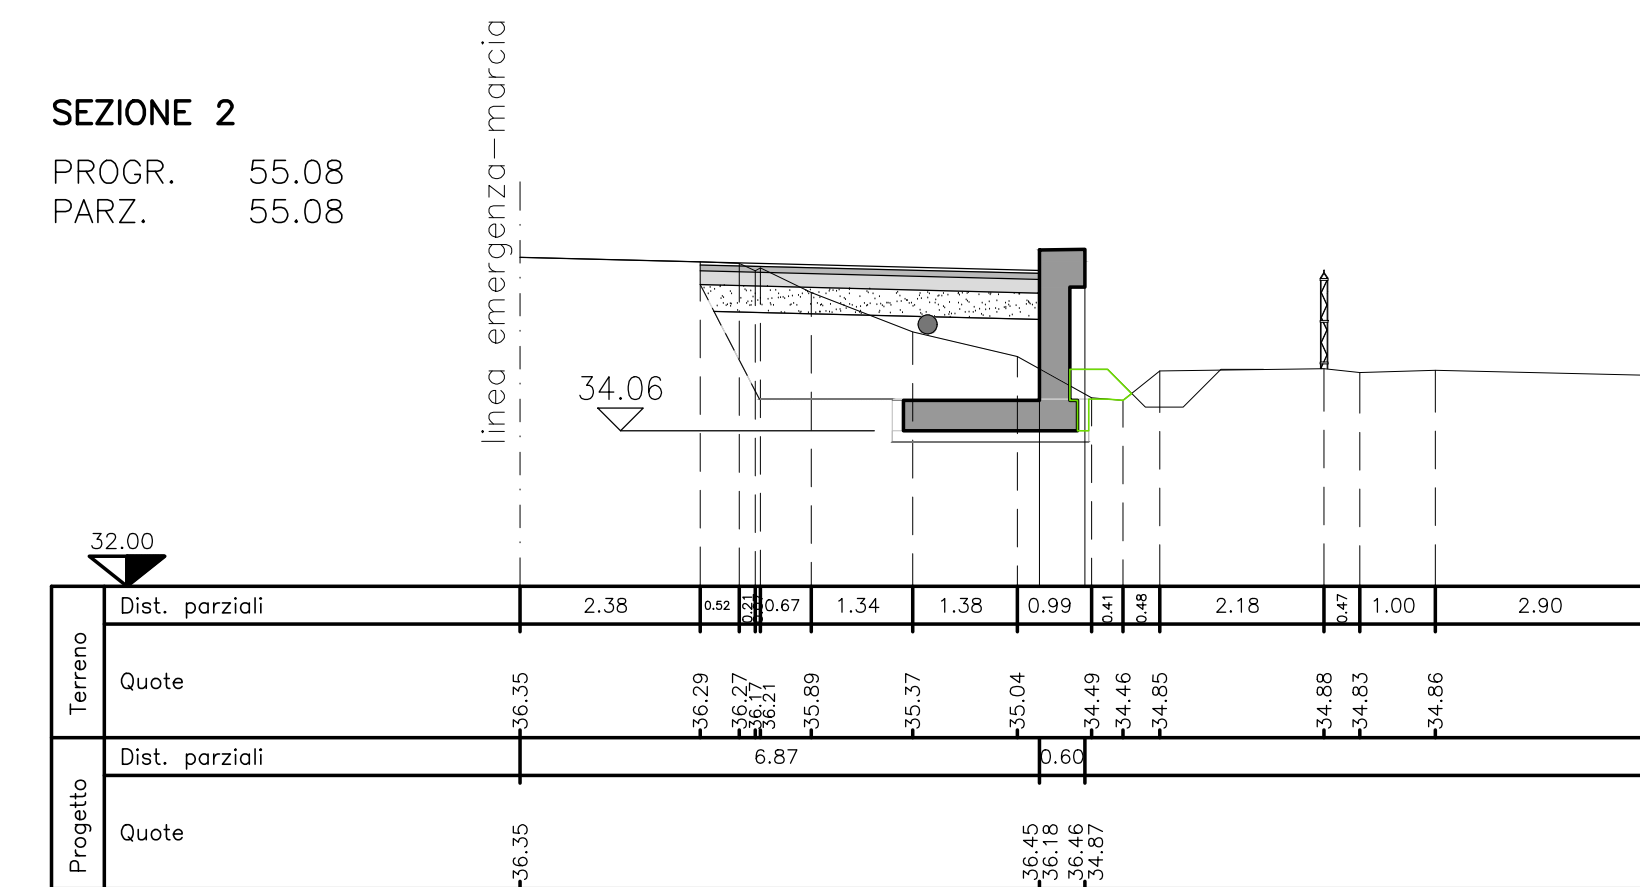 linea emergenza-marcia
SEZIONE 2
PROGR. 55.08
PARZ. 55.08
34.06
32.00
Terreno
Dist. parziali 2.38 0.52 0.21 0.67 1.34 1.38 0.99 0.41 0.48 2.18 0.47 1.00 2.90
Quote 36.35 36.29 36.27 36.17 36.21 35.89 35.37 35.04 34.49 34.46 34.85 34.88 34.83 34.86
Progetto
Dist. parziali 6.87 0.60
Quote 36.35 36.45 36.18 36.46 34.87